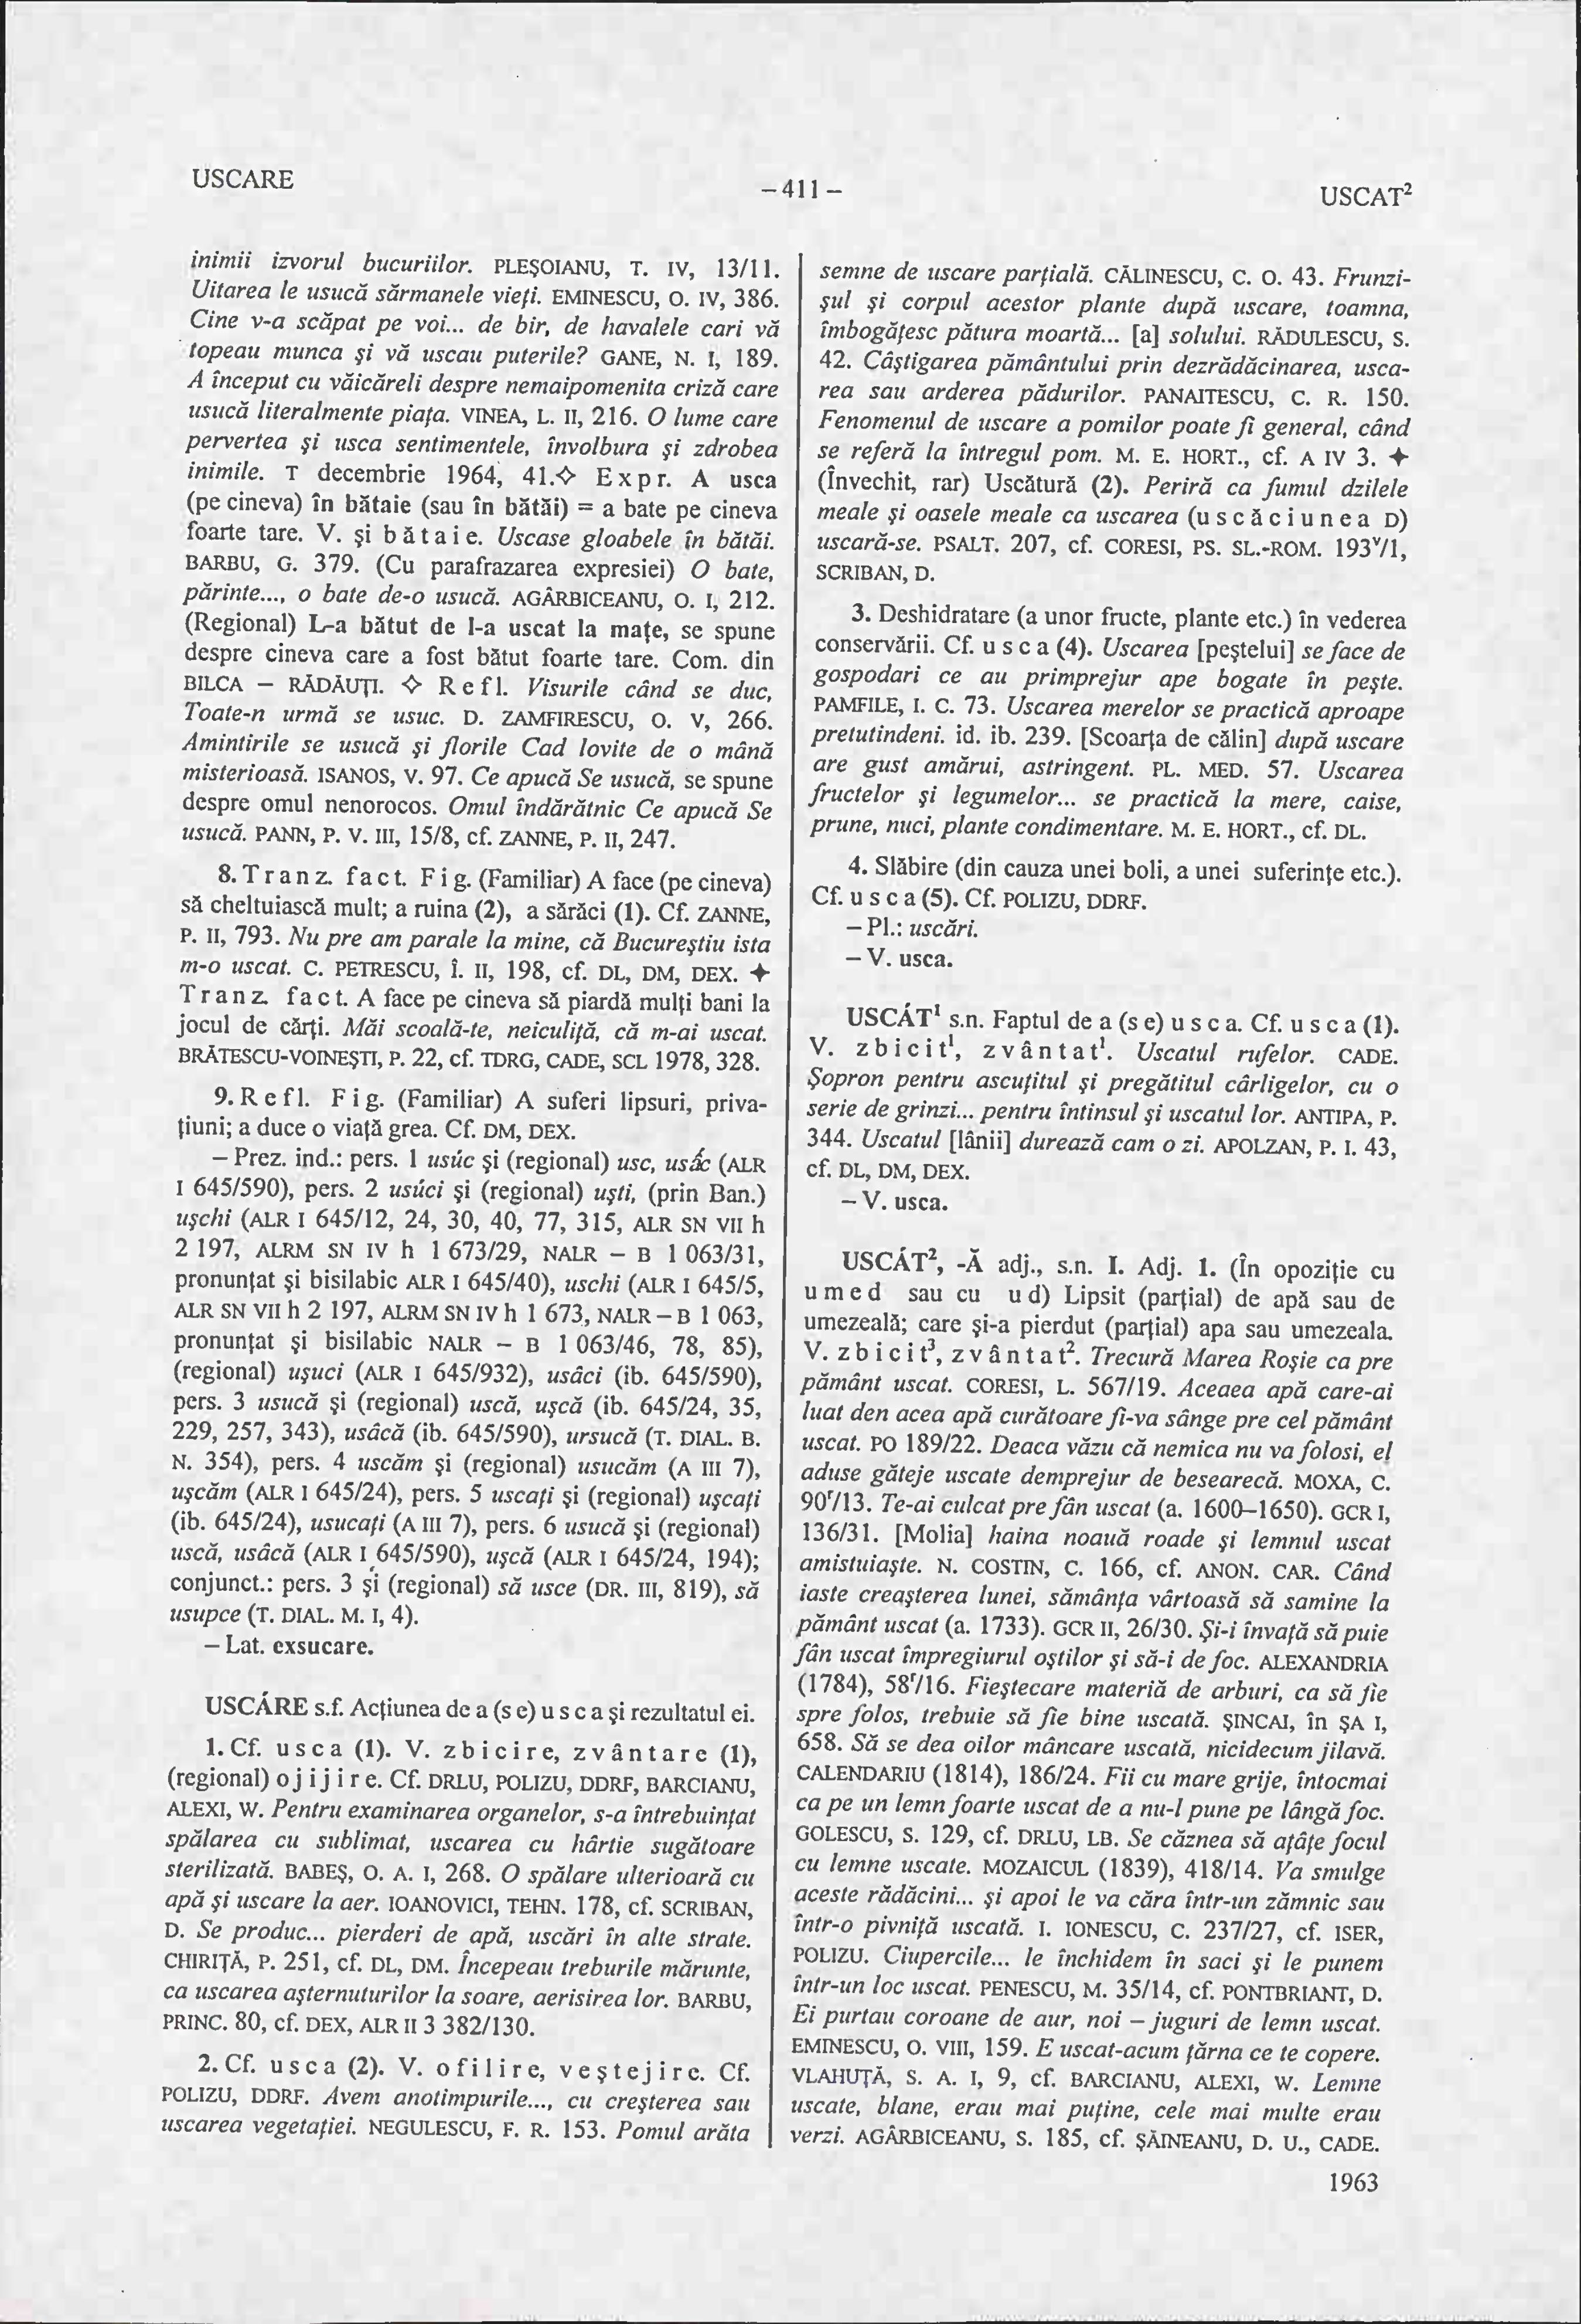 USCARE
–411–
USCAT²
inimii izvorul bucuriilor. PLEŞOIANU, T. IV, 13/11.
Uitarea le usucă sărmanele vieţi. EMINESCU, O. IV, 386.
Cine v-a scăpat pe voi... de bir, de havalele cari vă
topeau munca şi vă uscau puterile? GANE, N. I, 189.
A început cu văicăreli despre nemaipomenita criză care
usucă literalmente piaţa. VINEA, L. II, 216. O lume care
pervertea şi usca sentimentele, învolbura şi zdrobea
inimile. T decembrie 1964, 41.◇ Expr. A usca
(pe cineva) în bătaie (sau în bătăi) = a bate pe cineva
foarte tare. V. şi bătaie. Uscase gloabele în bătăi.
BARBU, G. 379. (Cu parafrazarea expresiei) O bate,
părinte..., o bate de-o usucă. AGÂRBICEANU, O. I, 212.
(Regional) L-a bătut de l-a uscat la maţe, se spune
despre cineva care a fost bătut foarte tare. Com. din
BILCA – RĂDĂUŢI. ◇ Refl. Visurile când se duc,
Toate-n urmă se usuc. D. ZAMFIRESCU, O. V, 266.
Amintirile se usucă şi florile Cad lovite de o mână
misterioasă. ISANOS, V. 97. Ce apucă Se usucă, se spune
despre omul nenorocos. Omul îndărătnic Ce apucă Se
usucă. PANN, P. V. III, 15/8, cf. ZANNE, P. II, 247.
8. Tranz. fact. Fig. (Familiar) A face (pe cineva)
să cheltuiască mult; a ruina (2), a sărăci (1). Cf. ZANNE,
P. II, 793. Nu pre am parale la mine, că Bucureştiu ista
m-o uscat. C. PETRESCU, Î. II, 198, cf. DL, DM, DEX. ✦
Tranz. fact. A face pe cineva să piardă mulţi bani la
jocul de cărţi. Măi scoală-te, neiculiţă, că m-ai uscat.
BRĂTESCU-VOINEŞTI, P. 22, cf. TDRG, CADE, SCL 1978, 328.
9. Refl. Fig. (Familiar) A suferi lipsuri, priva-
ţiuni; a duce o viaţă grea. Cf. DM, DEX.
– Prez. ind.: pers. 1 usúc şi (regional) usc, usấc (ALR
I 645/590), pers. 2 usúci şi (regional) uşti, (prin Ban.)
uşchi (ALR I 645/12, 24, 30, 40, 77, 315, ALR SN VII h
2 197, ALRM SN IV h 1 673/29, NALR – B 1 063/31,
pronunţat şi bisilabic ALR I 645/40), uschi (ALR I 645/5,
ALR SN VII h 2 197, ALRM SN IV h 1 673, NALR – B 1 063,
pronunţat şi bisilabic NALR – B 1 063/46, 78, 85),
(regional) uşuci (ALR I 645/932), usâci (ib. 645/590),
pers. 3 usucă şi (regional) uscă, uşcă (ib. 645/24, 35,
229, 257, 343), usâcă (ib. 645/590), ursucă (T. DIAL. B.
N. 354), pers. 4 uscăm şi (regional) usucăm (A III 7),
uşcăm (ALR I 645/24), pers. 5 uscaţi şi (regional) uşcaţi
(ib. 645/24), usucaţi (A III 7), pers. 6 usucă şi (regional)
uscă, usâcă (ALR I 645/590), uşcă (ALR I 645/24, 194);
conjunct.: pers. 3 şi (regional) să usce (DR. III, 819), să
usupce (T. DIAL. M. I, 4).
– Lat. exsucare.
USCÁRE s.f. Acţiunea de a (se) usca şi rezultatul ei.
1. Cf. usca (1). V. zbicire, zvântare (1),
(regional) ojijire. Cf. DRLU, POLIZU, DDRF, BARCIANU,
ALEXI, W. Pentru examinarea organelor, s-a întrebuinţat
spălarea cu sublimat, uscarea cu hârtie sugătoare
sterilizată. BABEŞ, O. A. I, 268. O spălare ulterioară cu
apă şi uscare la aer. IOANOVICI, TEHN. 178, cf. SCRIBAN,
D. Se produc... pierderi de apă, uscări în alte strate.
CHIRIŢĂ, P. 251, cf. DL, DM. Începeau treburile mărunte,
ca uscarea aşternuturilor la soare, aerisirea lor. BARBU,
PRINC. 80, cf. DEX, ALR II 3 382/130.
2. Cf. usca (2). V. ofilire, veştejire. Cf.
POLIZU, DDRF. Avem anotimpurile..., cu creşterea sau
uscarea vegetaţiei. NEGULESCU, F. R. 153. Pomul arăta
semne de uscare parţială. CĂLINESCU, C. O. 43. Frunzi-
şul şi corpul acestor plante după uscare, toamna,
îmbogăţesc pătura moartă... [a] solului. RĂDULESCU, S.
42. Câştigarea pământului prin dezrădăcinarea, usca-
rea sau arderea pădurilor. PANAITESCU, C. R. 150.
Fenomenul de uscare a pomilor poate fi general, când
se referă la întregul pom. M. E. HORT., cf. A IV 3. ✦
(Învechit, rar) Uscătură (2). Periră ca fumul dzilele
meale şi oasele meale ca uscarea (uscăciunea D)
uscară-se. PSALT. 207, cf. CORESI, PS. SL.-ROM. 193ᵛ/1,
SCRIBAN, D.
3. Deshidratare (a unor fructe, plante etc.) în vederea
conservării. Cf. usca (4). Uscarea [peştelui] se face de
gospodari ce au primprejur ape bogate în peşte.
PAMFILE, I. C. 73. Uscarea merelor se practică aproape
pretutindeni. id. ib. 239. [Scoarţa de călin] după uscare
are gust amărui, astringent. PL. MED. 57. Uscarea
fructelor şi legumelor... se practică la mere, caise,
prune, nuci, plante condimentare. M. E. HORT., cf. DL.
4. Slăbire (din cauza unei boli, a unei suferinţe etc.).
Cf. usca (5). Cf. POLIZU, DDRF.
– Pl.: uscări.
– V. usca.
USCÁT¹ s.n. Faptul de a (se) usca. Cf. usca (1).
V. zbicit¹, zvântat¹. Uscatul rufelor. CADE.
Şopron pentru ascuţitul şi pregătitul cârligelor, cu o
serie de grinzi... pentru întinsul şi uscatul lor. ANTIPA, P.
344. Uscatul [lânii] durează cam o zi. APOLZAN, P. I. 43,
cf. DL, DM, DEX.
– V. usca.
USCÁT², -Ă adj., s.n. I. Adj. 1. (În opoziţie cu
umed sau cu ud) Lipsit (parţial) de apă sau de
umezeală; care şi-a pierdut (parţial) apa sau umezeala.
V. zbicit³, zvântat². Trecură Marea Roşie ca pre
pământ uscat. CORESI, L. 567/19. Aceaea apă care-ai
luat den acea apă curătoare fi-va sânge pre cel pământ
uscat. PO 189/22. Deaca văzu că nemica nu va folosi, el
aduse găteje uscate demprejur de besearecă. MOXA, C.
90ʳ/13. Te-ai culcat pre fân uscat (a. 1600–1650). GCR I,
136/31. [Molia] haina noauă roade şi lemnul uscat
amistuiaşte. N. COSTIN, C. 166, cf. ANON. CAR. Când
iaste creaşterea lunei, sămânţa vârtoasă să samine la
pământ uscat (a. 1733). GCR II, 26/30. Şi-i învaţă să puie
fân uscat împregiurul oştilor şi să-i de foc. ALEXANDRIA
(1784), 58ʳ/16. Fieştecare materiă de arburi, ca să fie
spre folos, trebuie să fie bine uscată. ŞINCAI, în ŞA I,
658. Să se dea oilor mâncare uscată, nicidecum jilavă.
CALENDARIU (1814), 186/24. Fii cu mare grije, întocmai
ca pe un lemn foarte uscat de a nu-l pune pe lângă foc.
GOLESCU, S. 129, cf. DRLU, LB. Se căznea să aţâţe focul
cu lemne uscate. MOZAICUL (1839), 418/14. Va smulge
aceste rădăcini... şi apoi le va căra într-un zămnic sau
într-o pivniţă uscată. I. IONESCU, C. 237/27, cf. ISER,
POLIZU. Ciupercile... le închidem în saci şi le punem
într-un loc uscat. PENESCU, M. 35/14, cf. PONTBRIANT, D.
Ei purtau coroane de aur, noi – juguri de lemn uscat.
EMINESCU, O. VIII, 159. E uscat-acum ţărna ce te copere.
VLAHUŢĂ, S. A. I, 9, cf. BARCIANU, ALEXI, W. Lemne
uscate, blane, erau mai puţine, cele mai multe erau
verzi. AGÂRBICEANU, S. 185, cf. ŞĂINEANU, D. U., CADE.
1963